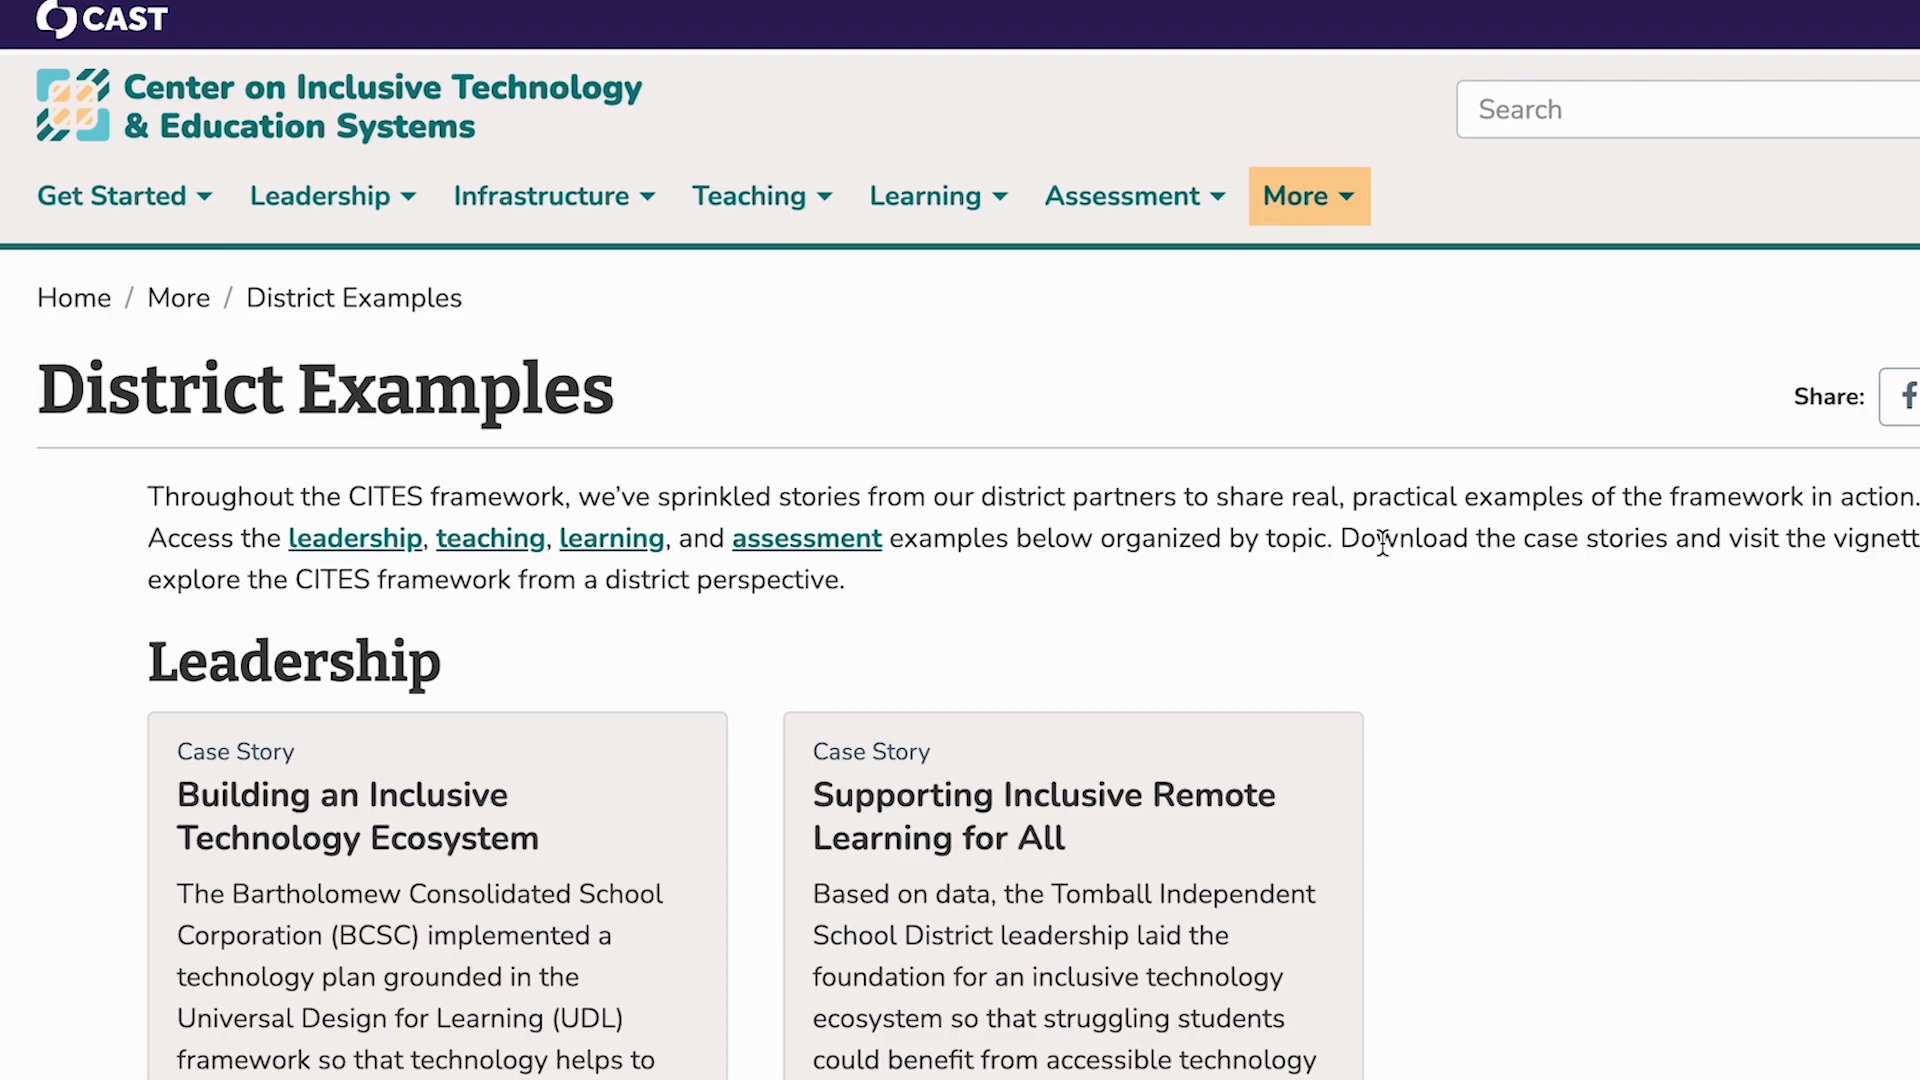 CAST
Center on Inclusive Technology
& Education Systems
Search
Get Started Leadership Infrastructure Teaching Learning Assessment More
Home / More / District Examples
District Examples
Share:
Throughout the CITES framework, we've sprinkled stories from our district partners to share real, practical examples of the framework in action.
Access the leadership, teaching, learning, and assessment examples below organized by topic. Download the case stories and visit the
explore the CITES framework from a district perspective.
Leadership
Case Story
Building an Inclusive
Technology Ecosystem
The Bartholomew Consolidated School
Corporation (BCSC) implemented a
technology plan grounded in the
Universal Design for Learning (UDL)
framework so that technology helps to
Case Story
Supporting Inclusive Remote
Learning for All
Based on data, the Tomball Independent
School District leadership laid the
foundation for an inclusive technology
ecosystem so that struggling students
could benefit from accessible technology